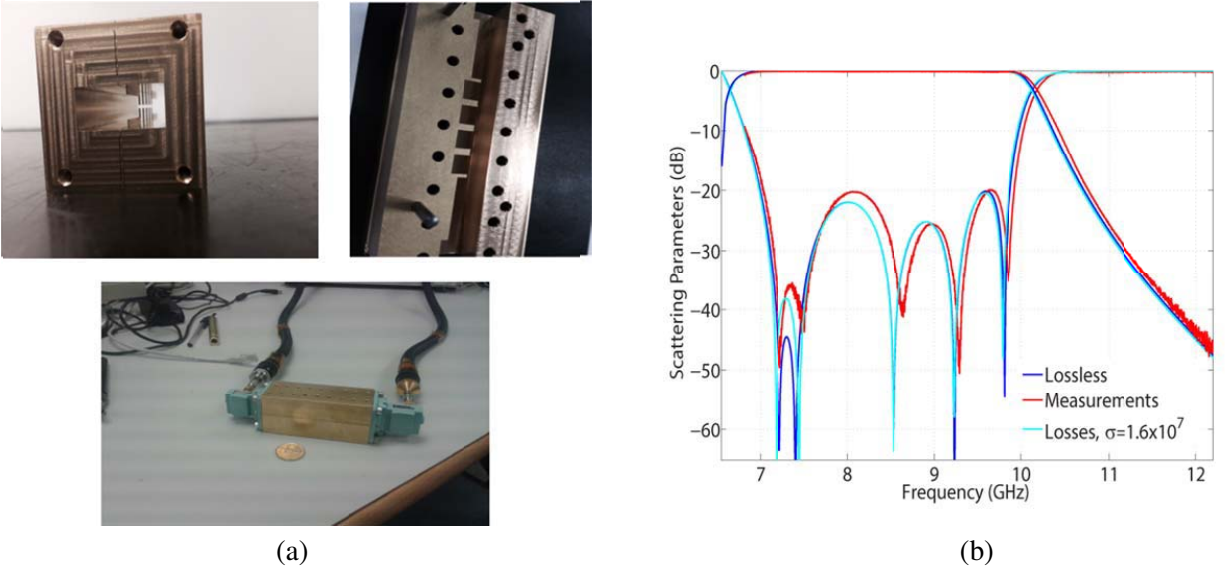 0
−10
−20
−30
−40
−50
−60
Scattering Parameters (dB)
Lossless
Measurements
Losses, σ=1.6x10⁷
7 8 9 10 11 12
Frequency (GHz)
(a) (b)